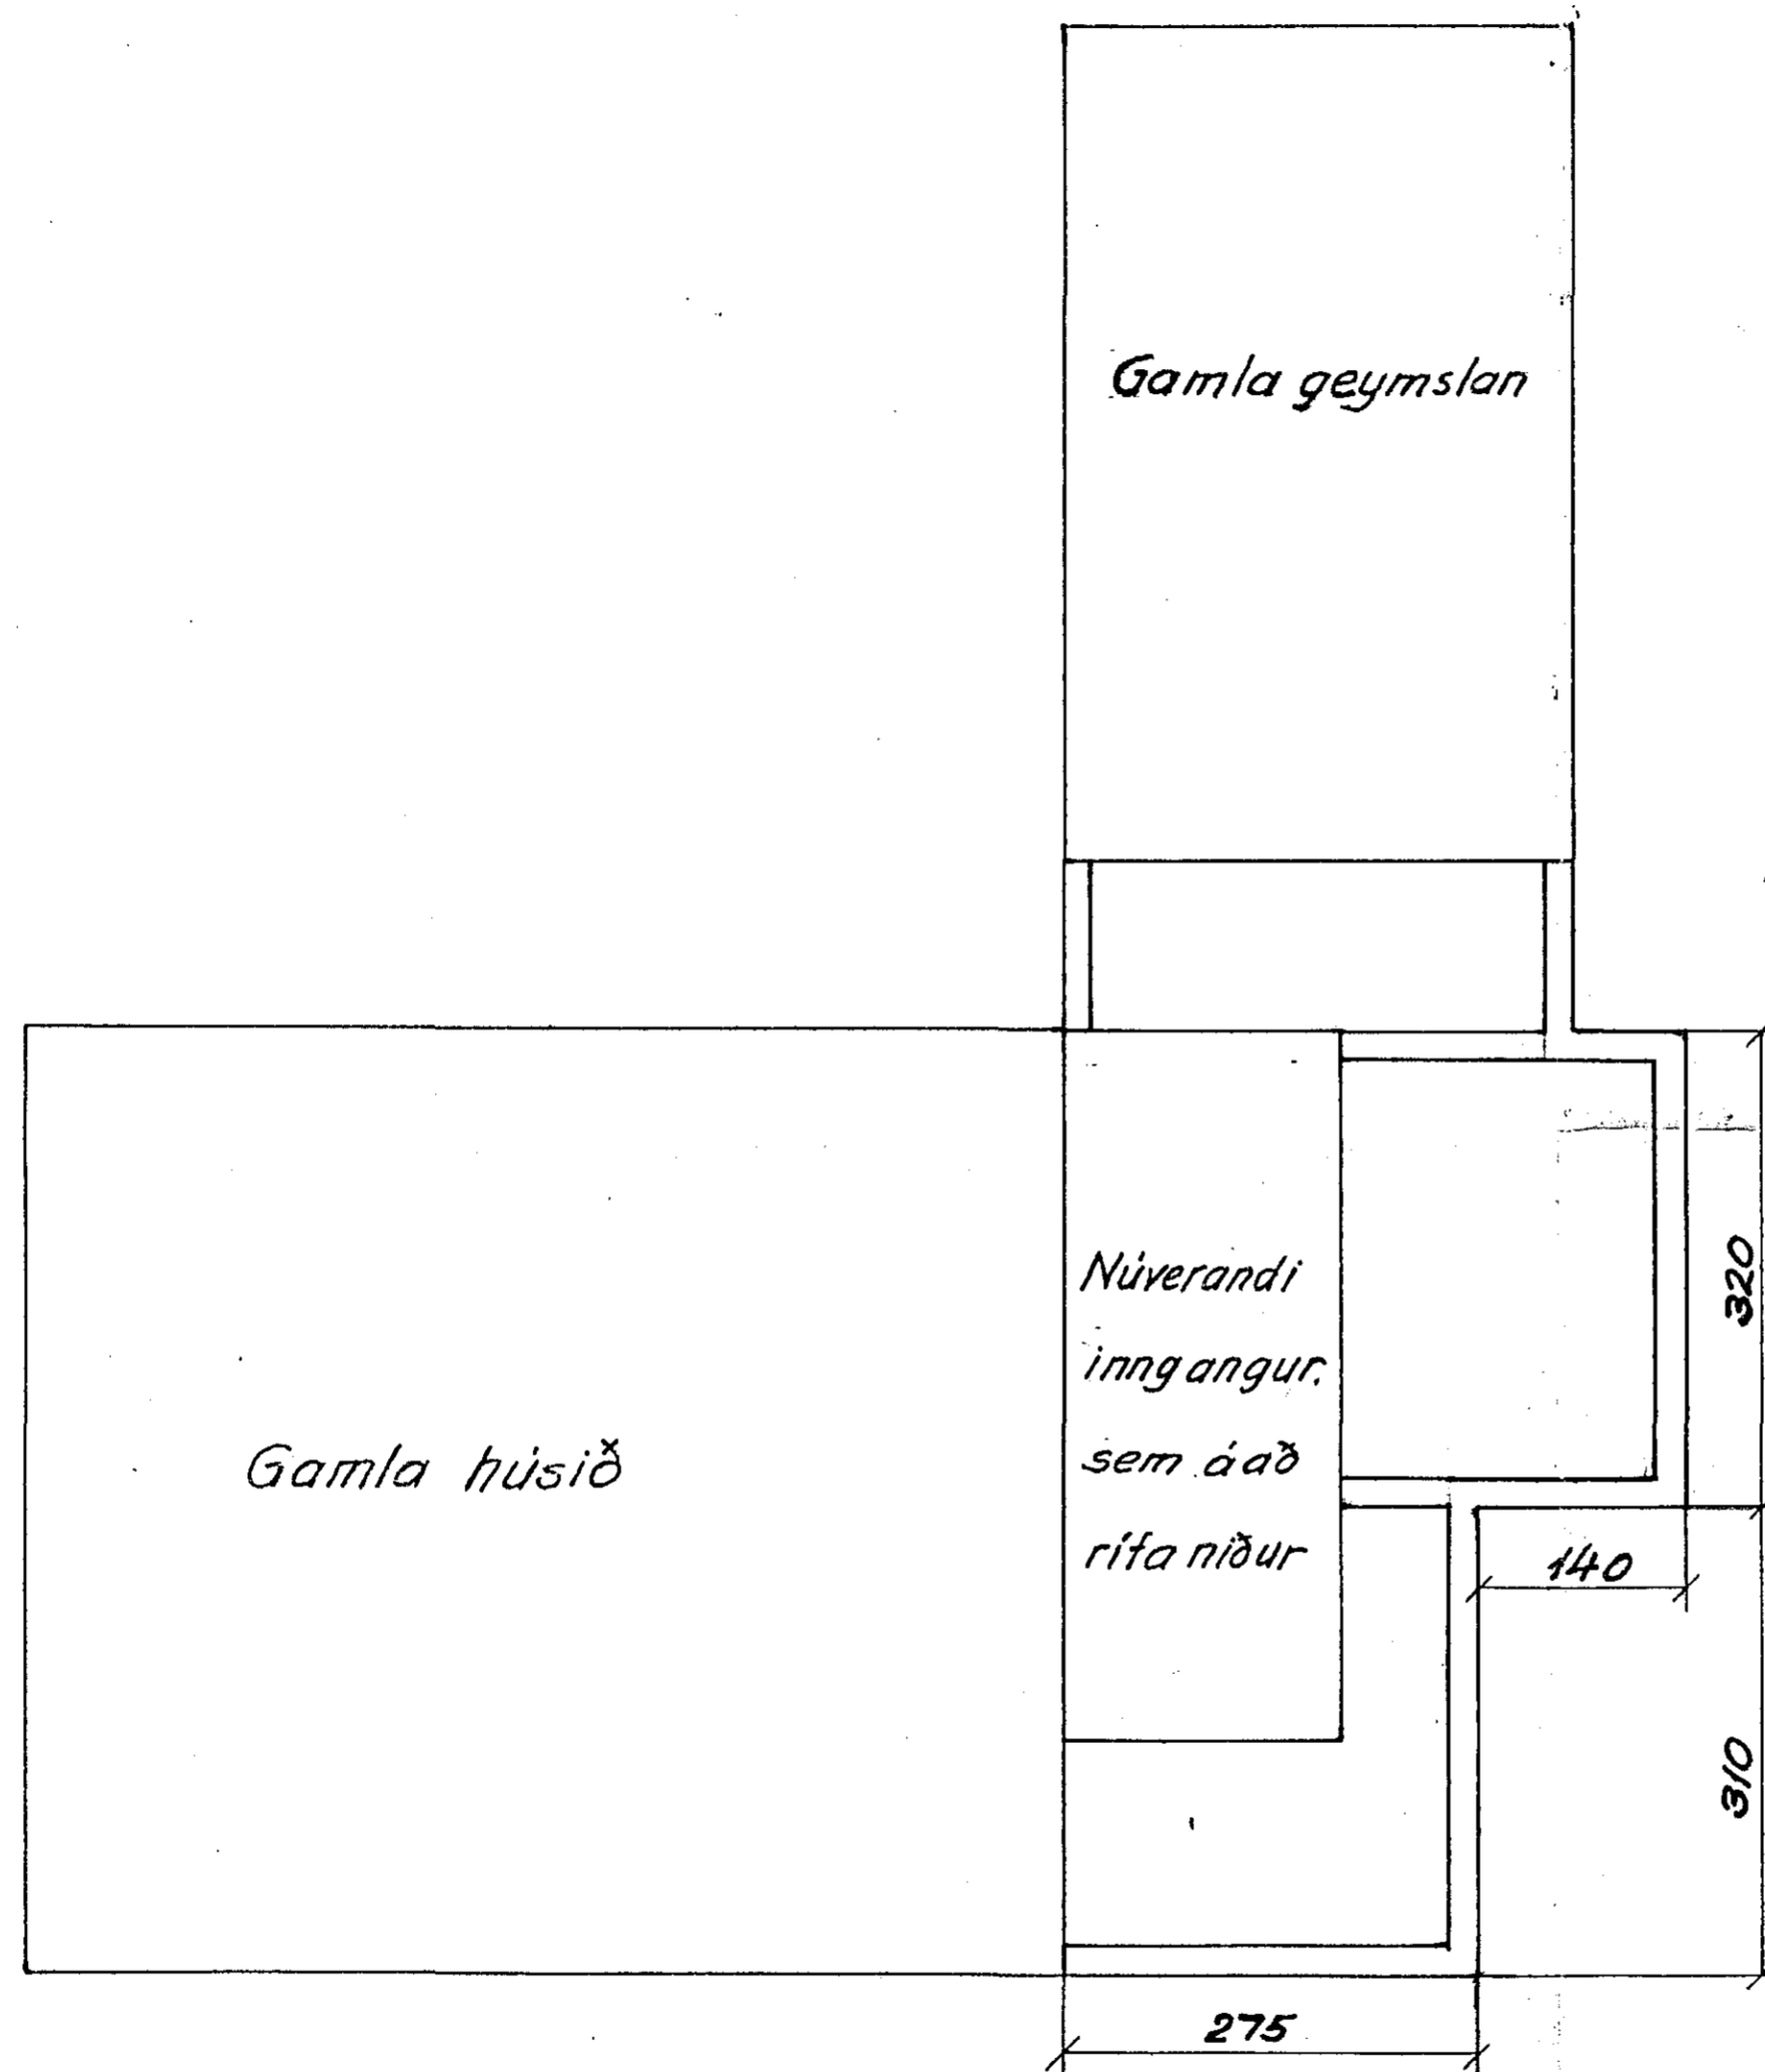 Gamla geymslan
Núverandi
inngangur.
sem á að
rífa niður
Gamla húsið
320
140
310
275